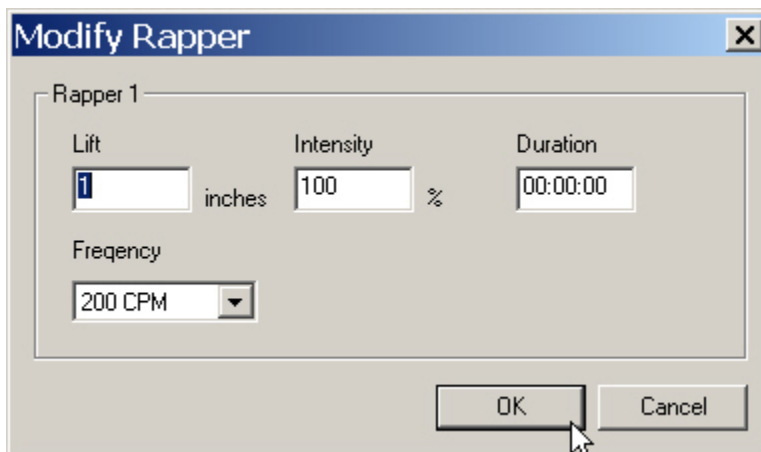 Modify Rapper
Rapper 1
Lift Intensity Duration
1 inches 100 % 00:00:00
Freqency
200 CPM
OK Cancel